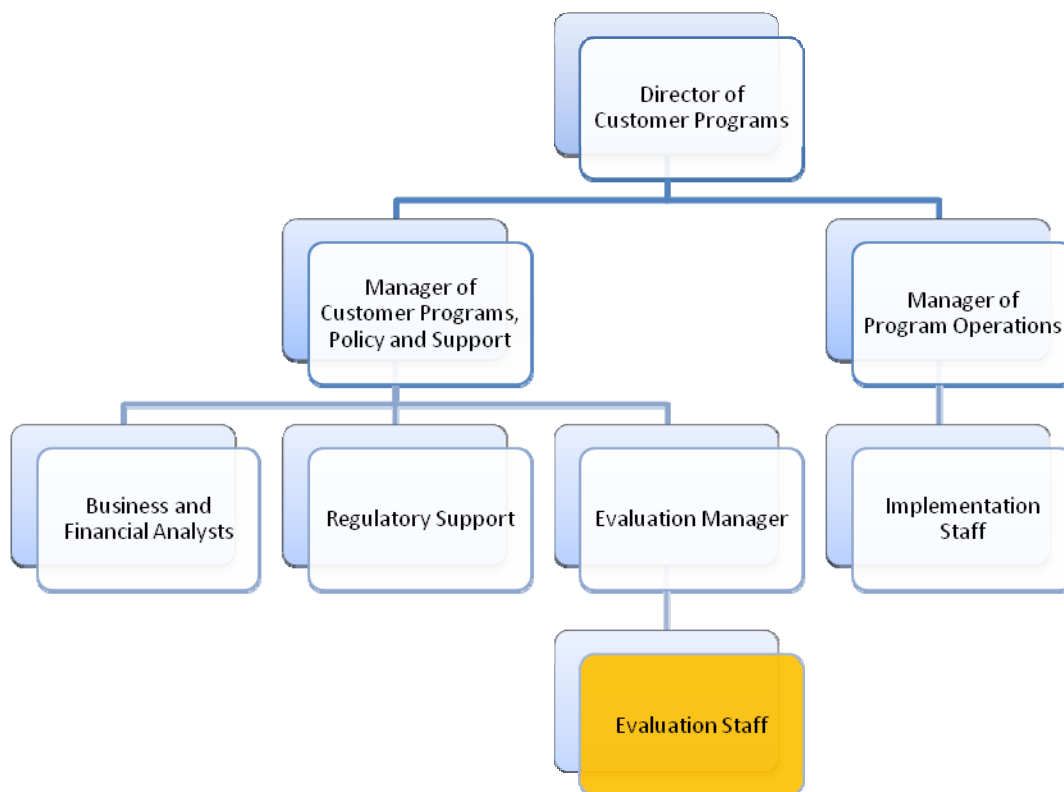 Director of
Customer Programs
Manager of
Customer Programs,
Policy and Support
Manager of
Program Operations
Business and
Financial Analysts
Regulatory Support
Evaluation Manager
Implementation
Staff
Evaluation Staff